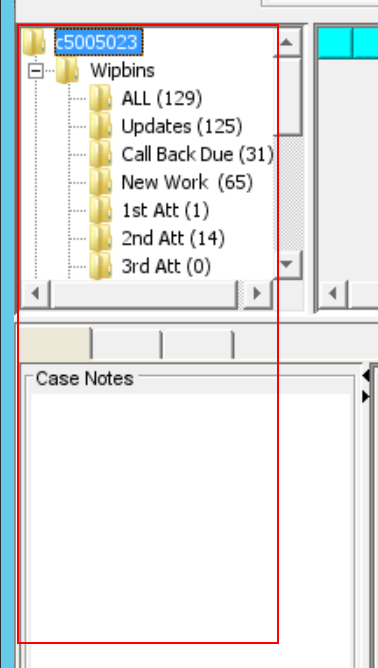 c5005023
Wipbins
ALL (129)
Updates (125)
Call Back Due (31)
New Work (65)
1st Att (1)
2nd Att (14)
3rd Att (0)
Case Notes